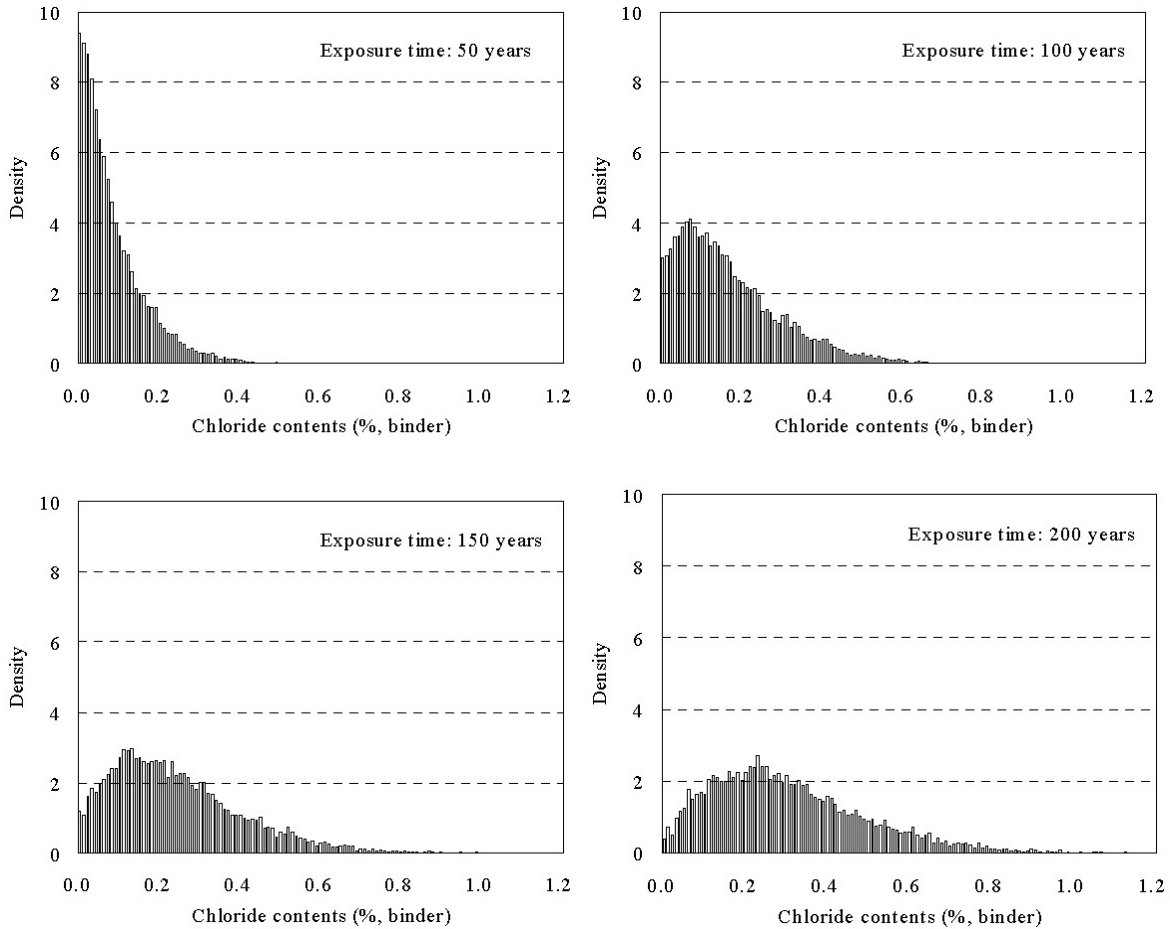 10
Exposure time: 50 years
8
6
4
2
0
Density
0.0 0.2 0.4 0.6 0.8 1.0 1.2
Chloride contents (%, binder)
10
Exposure time: 100 years
8
6
4
2
0
Density
0.0 0.2 0.4 0.6 0.8 1.0 1.2
Chloride contents (%, binder)
10
Exposure time: 150 years
8
6
4
2
0
Density
0.0 0.2 0.4 0.6 0.8 1.0 1.2
Chloride contents (%, binder)
10
Exposure time: 200 years
8
6
4
2
0
Density
0.0 0.2 0.4 0.6 0.8 1.0 1.2
Chloride contents (%, binder)